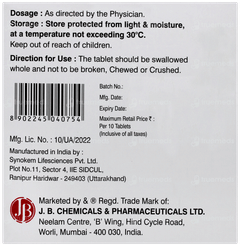 Dosage : As directed by the Physician.
Storage : Store protected from light & moisture,
at a temperature not exceeding 30°C.
Keep out of reach of children.
Direction for Use : The tablet should be swallowed
whole and not to be broken, Chewed or Crushed.
Batch No.:
Mfg. Date:
Expiry Date:
Maximum Retail Price ₹ :
Per 10 Tablets
(Inclusive of all taxes)
8902245040754
Mfg. Lic. No. : 10/UA/2022
Manufactured in India by :
Synokem Lifesciences Pvt. Ltd.
Plot No.11, Sector 4, IIE SIDCUL,
Ranipur Haridwar - 249403 (Uttarakhand)
JB
Marketed by & ® Regd. Trade Mark of:
J. B. CHEMICALS & PHARMACEUTICALS LTD.
Neelam Centre, 'B' Wing, Hind Cycle Road,
Worli, Mumbai - 400 030, INDIA.